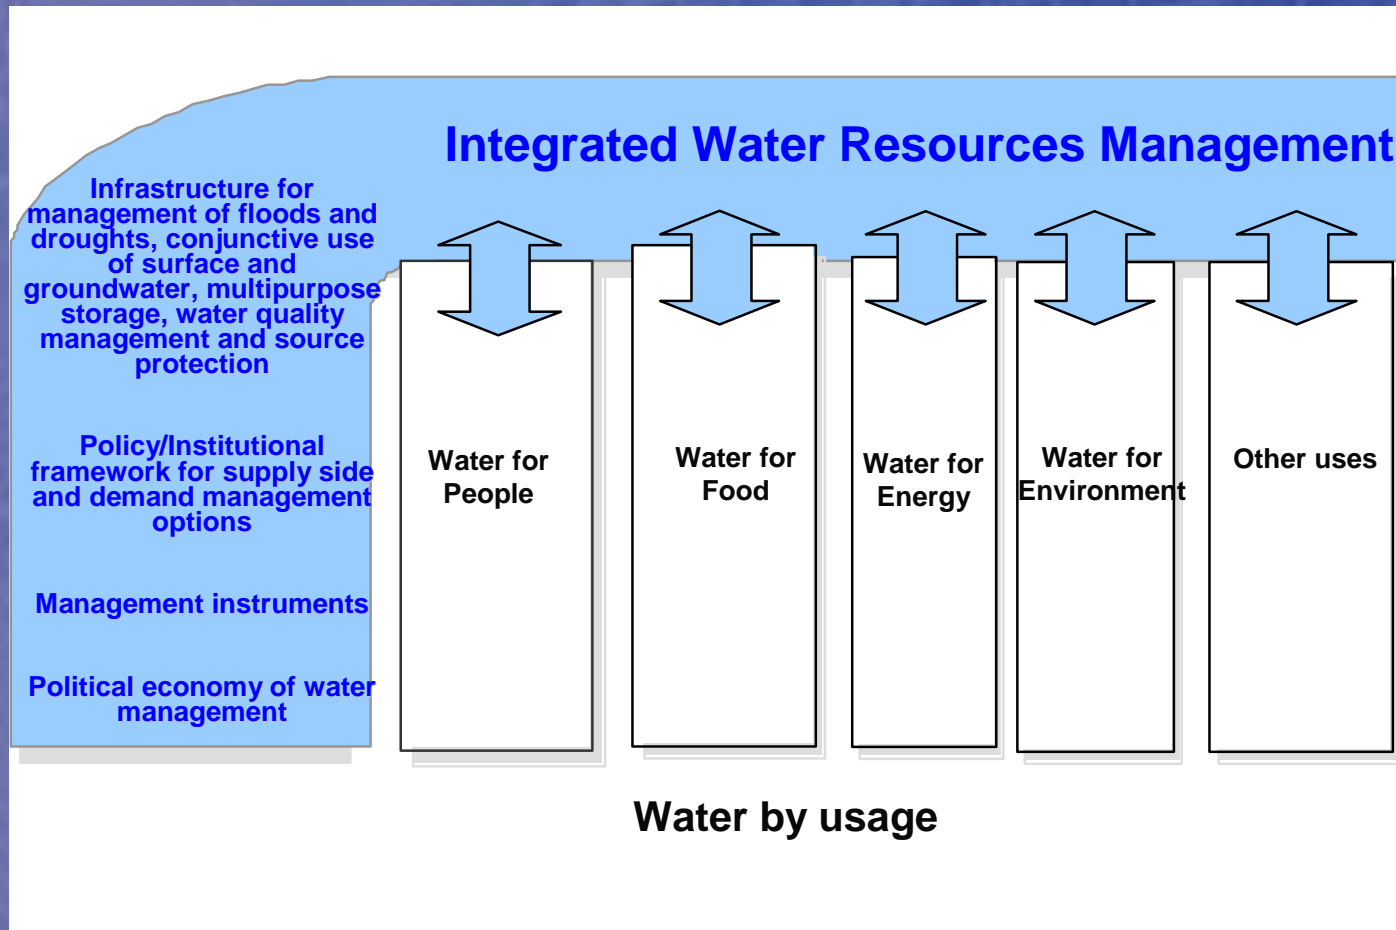 Integrated Water Resources Management
Infrastructure for
management of floods and
droughts, conjunctive use
of surface and
groundwater, multipurpose
storage, water quality
management and source
protection
Policy/Institutional
framework for supply side
and demand management
options
Management instruments
Political economy of water
management
Water for
People
Water for
Food
Water for
Energy
Water for
Environment
Other uses
Water by usage